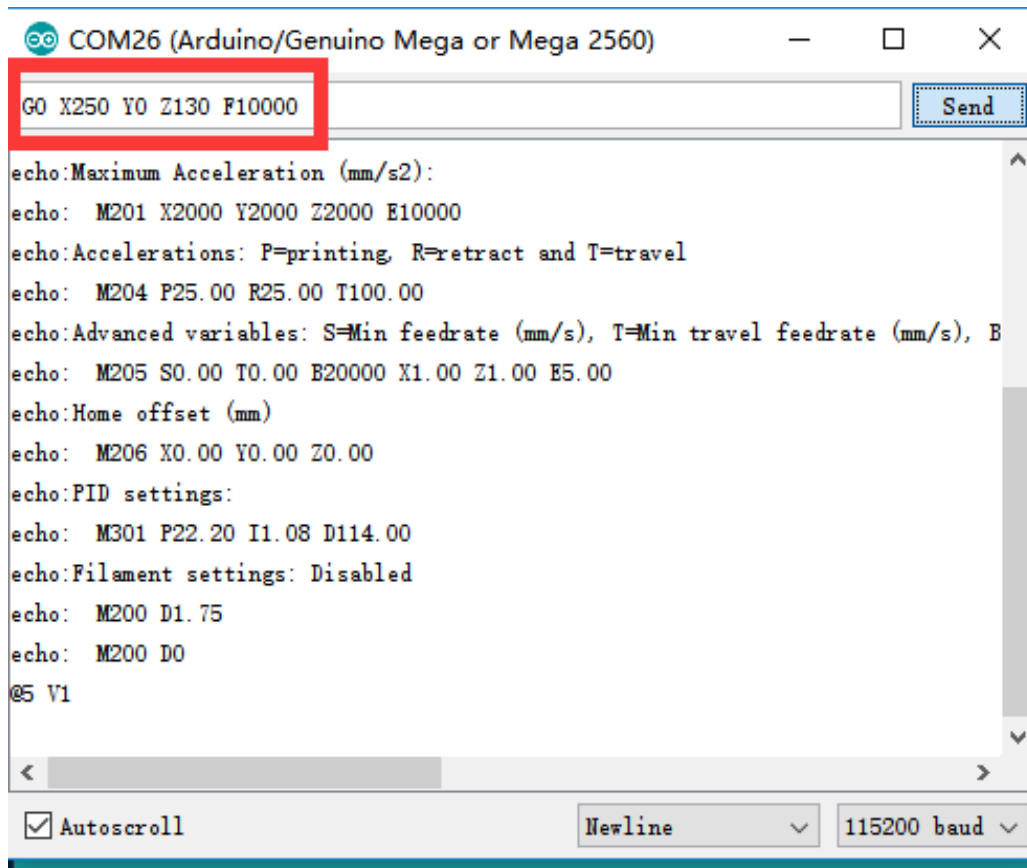 COM26 (Arduino/Genuino Mega or Mega 2560)
G0 X250 Y0 Z130 F10000
Send
echo:Maximum Acceleration (mm/s2):
echo:  M201 X2000 Y2000 Z2000 E10000
echo:Accelerations: P=printing, R=retract and T=travel
echo:  M204 P25.00 R25.00 T100.00
echo:Advanced variables: S=Min feedrate (mm/s), T=Min travel feedrate (mm/s), B
echo:  M205 S0.00 T0.00 B20000 X1.00 Z1.00 E5.00
echo:Home offset (mm)
echo:  M206 X0.00 Y0.00 Z0.00
echo:PID settings:
echo:  M301 P22.20 I1.08 D114.00
echo:Filament settings: Disabled
echo:  M200 D1.75
echo:  M200 D0
@5 V1
Autoscroll
Newline
115200 baud